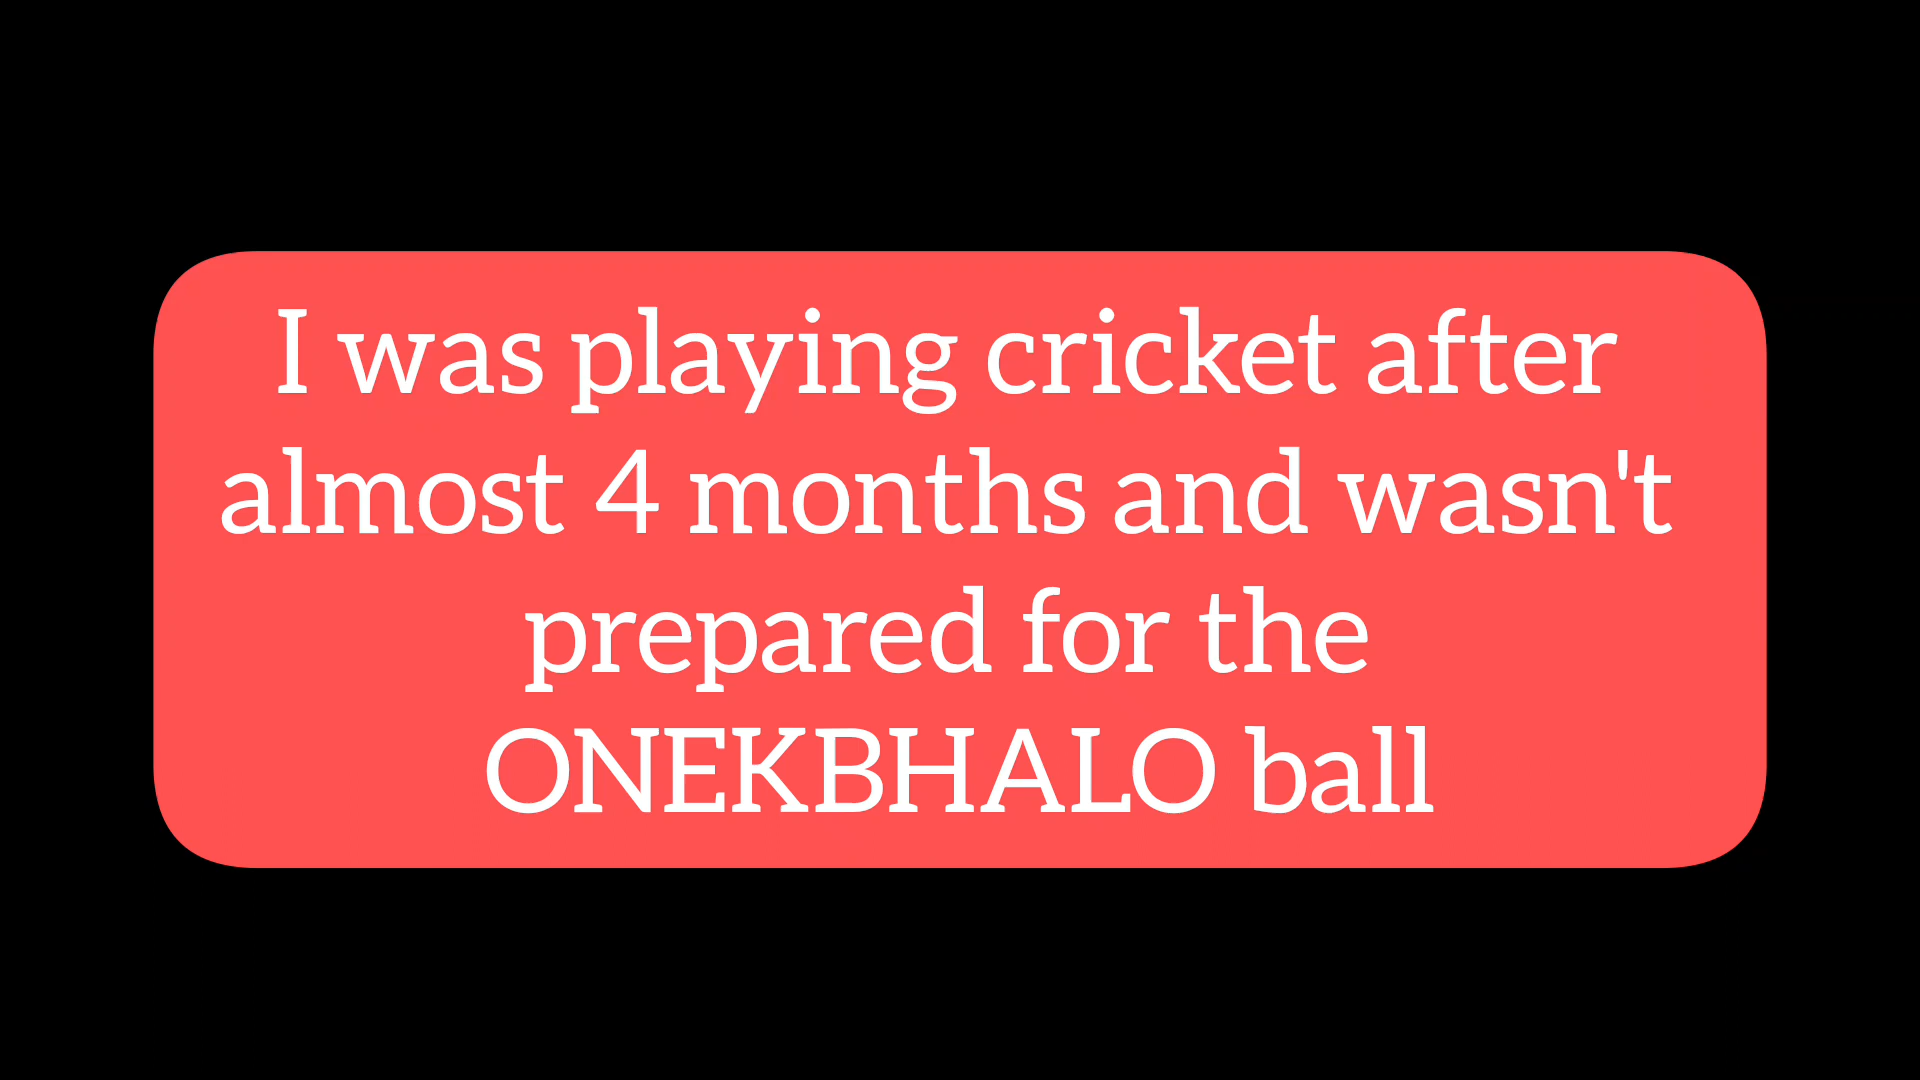 I was playing cricket after
almost 4 months and wasn't
prepared for the
ONEKBHALO ball